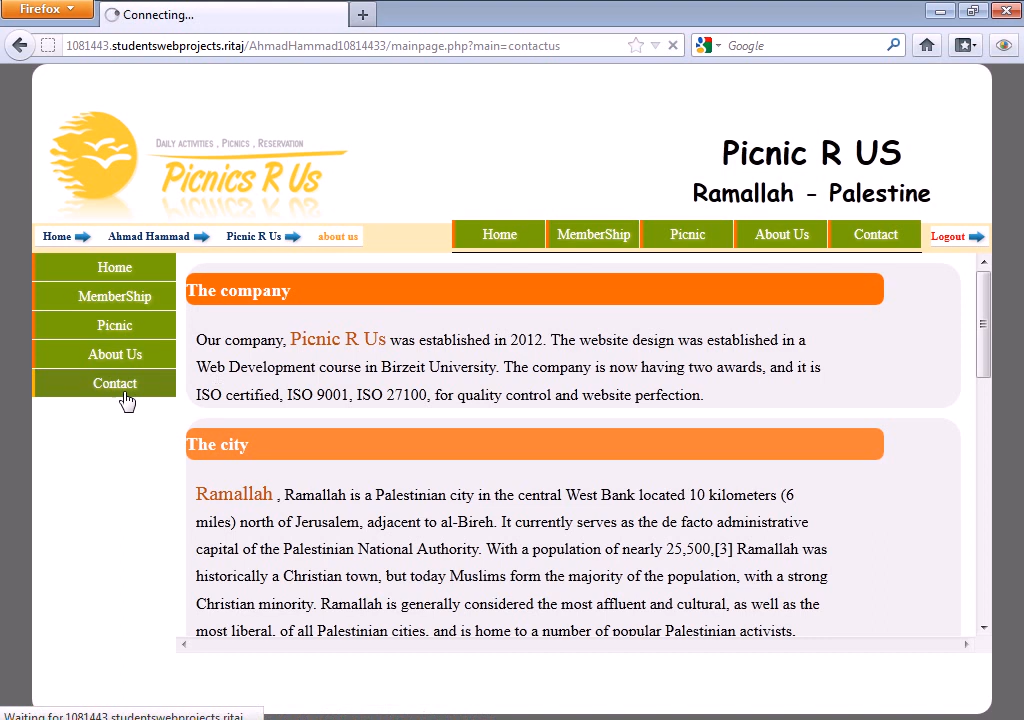 Firefox
Connecting...
1081443.studentswebprojects.ritaj/AhmadHammad10814433/mainpage.php?main=contactus
Google
DAILY ACTIVITIES , PICNICS , RESERVATION
Picnics R Us
Picnic R US
Ramallah - Palestine
Home Ahmad Hammad Picnic R Us about us
Home MemberShip Picnic About Us Contact
Logout
Home
MemberShip
Picnic
About Us
Contact
The company
Our company, Picnic R Us was established in 2012. The website design was established in a
Web Development course in Birzeit University. The company is now having two awards, and it is
ISO certified, ISO 9001, ISO 27100, for quality control and website perfection.
The city
Ramallah , Ramallah is a Palestinian city in the central West Bank located 10 kilometers (6
miles) north of Jerusalem, adjacent to al-Bireh. It currently serves as the de facto administrative
capital of the Palestinian National Authority. With a population of nearly 25,500,[3] Ramallah was
historically a Christian town, but today Muslims form the majority of the population, with a strong
Christian minority. Ramallah is generally considered the most affluent and cultural, as well as the
most liberal, of all Palestinian cities, and is home to a number of popular Palestinian activists,
Waiting for 1081443.studentswebprojects.ritaj...